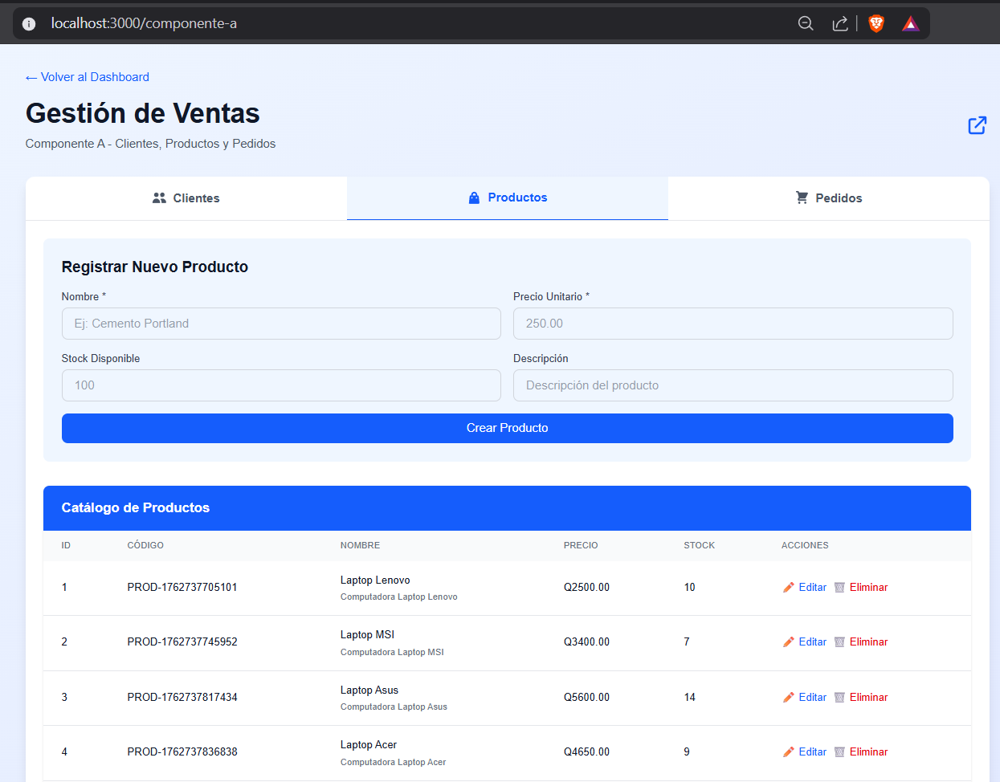 localhost:3000/componente-a
← Volver al Dashboard
Gestión de Ventas
Componente A - Clientes, Productos y Pedidos
Clientes Productos Pedidos
Registrar Nuevo Producto
Nombre * Precio Unitario *
Ej: Cemento Portland 250.00
Stock Disponible Descripción
100 Descripción del producto
Crear Producto
Catálogo de Productos
ID CÓDIGO NOMBRE PRECIO STOCK ACCIONES
1 PROD-1762737705101 Laptop Lenovo Q2500.00 10 Editar Eliminar
Computadora Laptop Lenovo
2 PROD-1762737745952 Laptop MSI Q3400.00 7 Editar Eliminar
Computadora Laptop MSI
3 PROD-1762737817434 Laptop Asus Q5600.00 14 Editar Eliminar
Computadora Laptop Asus
4 PROD-1762737836838 Laptop Acer Q4650.00 9 Editar Eliminar
Computadora Laptop Acer